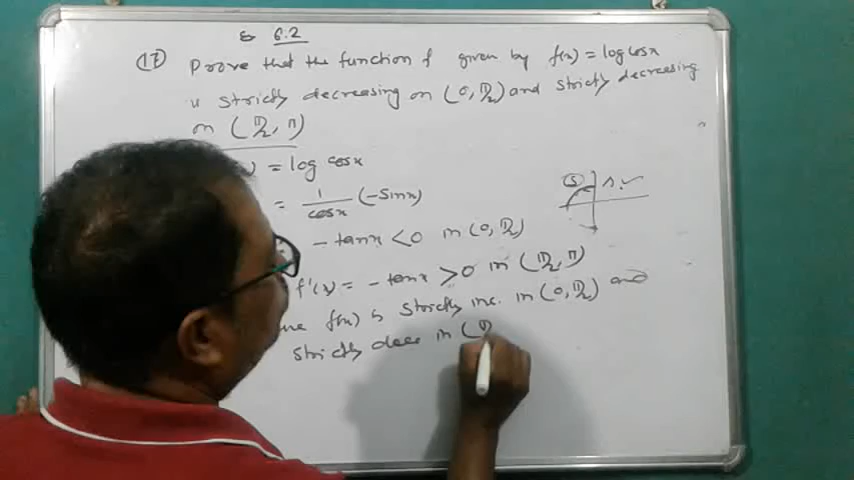 Ex 6.2
(17) Prove that the function f given by f(x) = log cosx
is strictly decreasing on (0, π/2) and strictly decreasing
on (π/2, π)
= log cosx
= 1/cosx (-sinx)
- tanx < 0 in (0, π/2)
f'(x) = - tanx > 0 in (π/2, π)
f(x) is strictly inc. in (0, π/2) and
strictly decr in (π
S